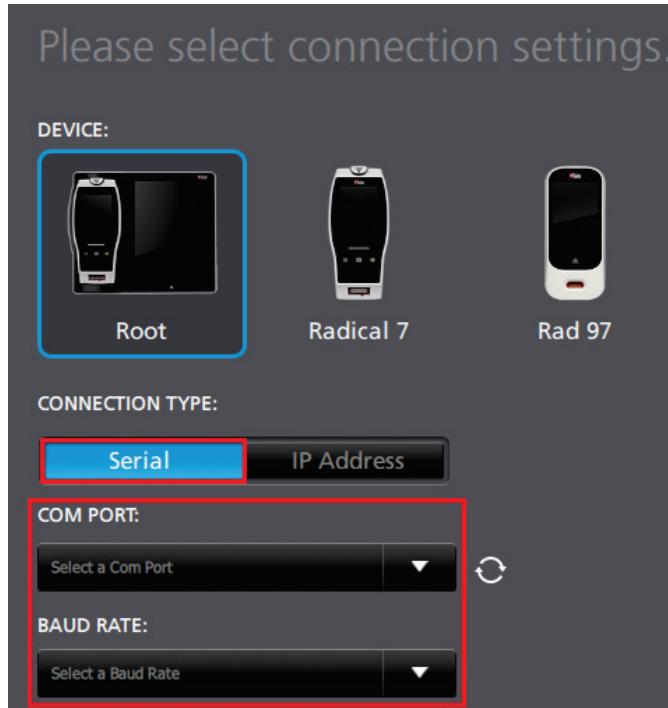 Please select connection settings.
DEVICE:
Root
Radical 7
Rad 97
CONNECTION TYPE:
Serial
IP Address
COM PORT:
Select a Com Port
BAUD RATE:
Select a Baud Rate